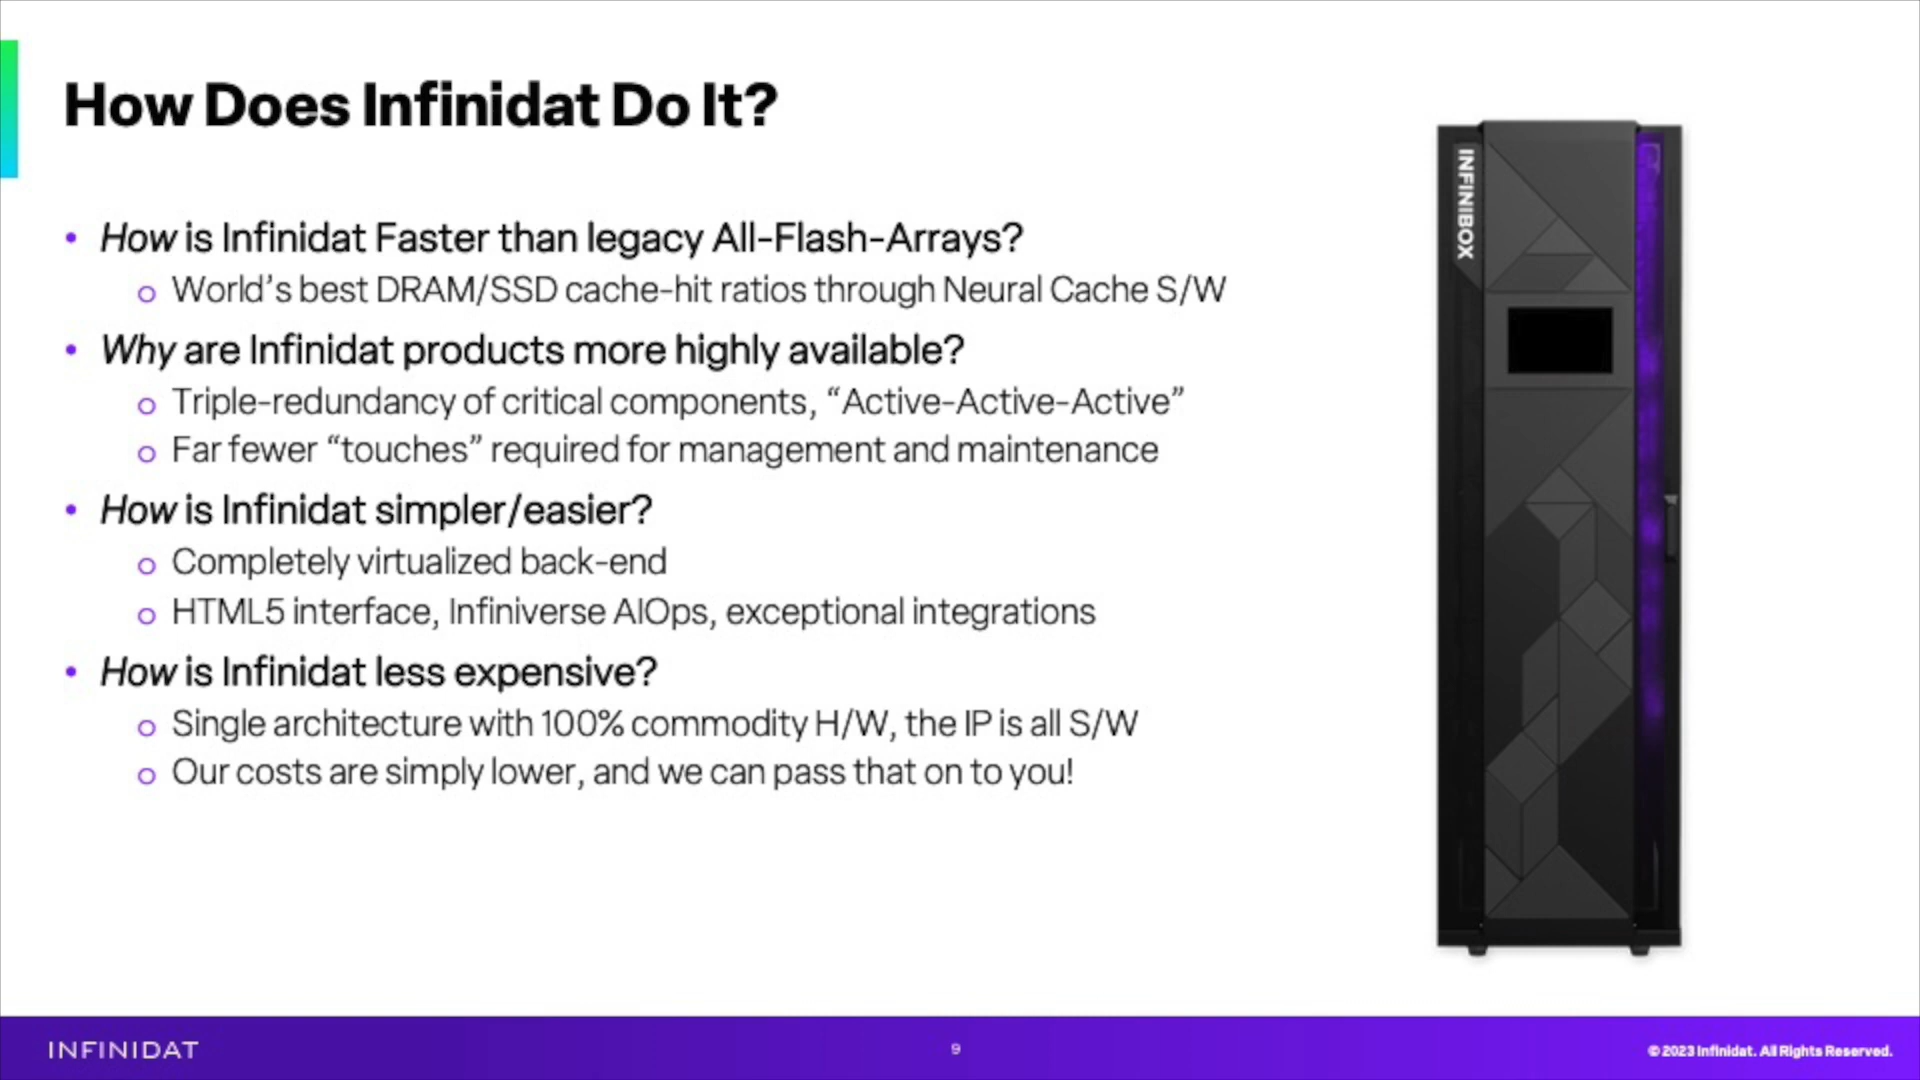 How Does Infinidat Do It?
• How is Infinidat Faster than legacy All-Flash-Arrays?
o World's best DRAM/SSD cache-hit ratios through Neural Cache S/W
• Why are Infinidat products more highly available?
o Triple-redundancy of critical components, “Active-Active-Active”
o Far fewer “touches” required for management and maintenance
• How is Infinidat simpler/easier?
o Completely virtualized back-end
o HTML5 interface, Infiniverse AIOps, exceptional integrations
• How is Infinidat less expensive?
o Single architecture with 100% commodity H/W, the IP is all S/W
o Our costs are simply lower, and we can pass that on to you!
INFINIBOX
INFINIDAT
9
© 2023 Infinidat. All Rights Reserved.